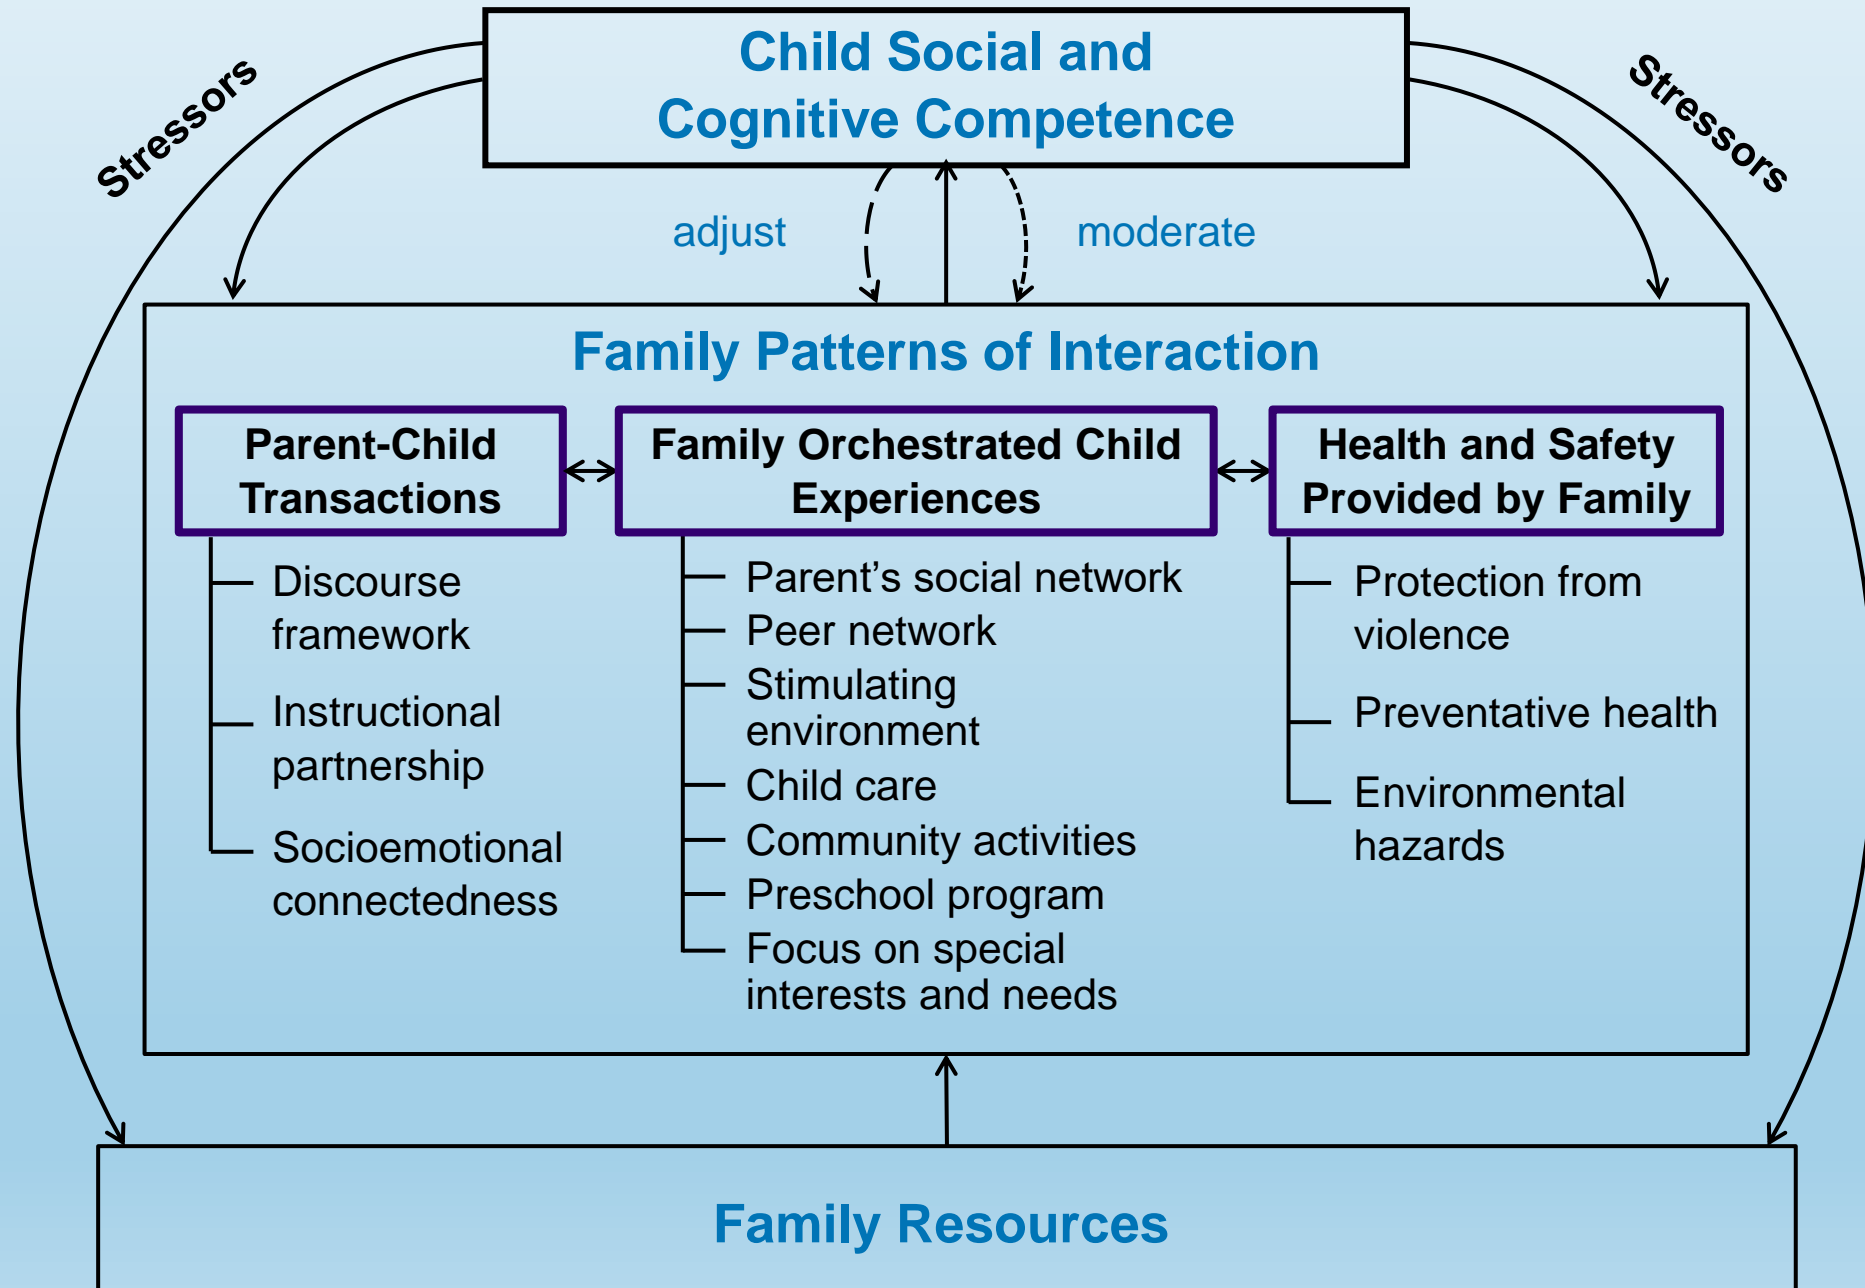 Child Social and
Cognitive Competence
Stressors
Stressors
adjust
moderate
Family Patterns of Interaction
Parent-Child
Transactions
Family Orchestrated Child
Experiences
Health and Safety
Provided by Family
Discourse
framework
Instructional
partnership
Socioemotional
connectedness
Parent’s social network
Peer network
Stimulating
environment
Child care
Community activities
Preschool program
Focus on special
interests and needs
Protection from
violence
Preventative health
Environmental
hazards
Family Resources